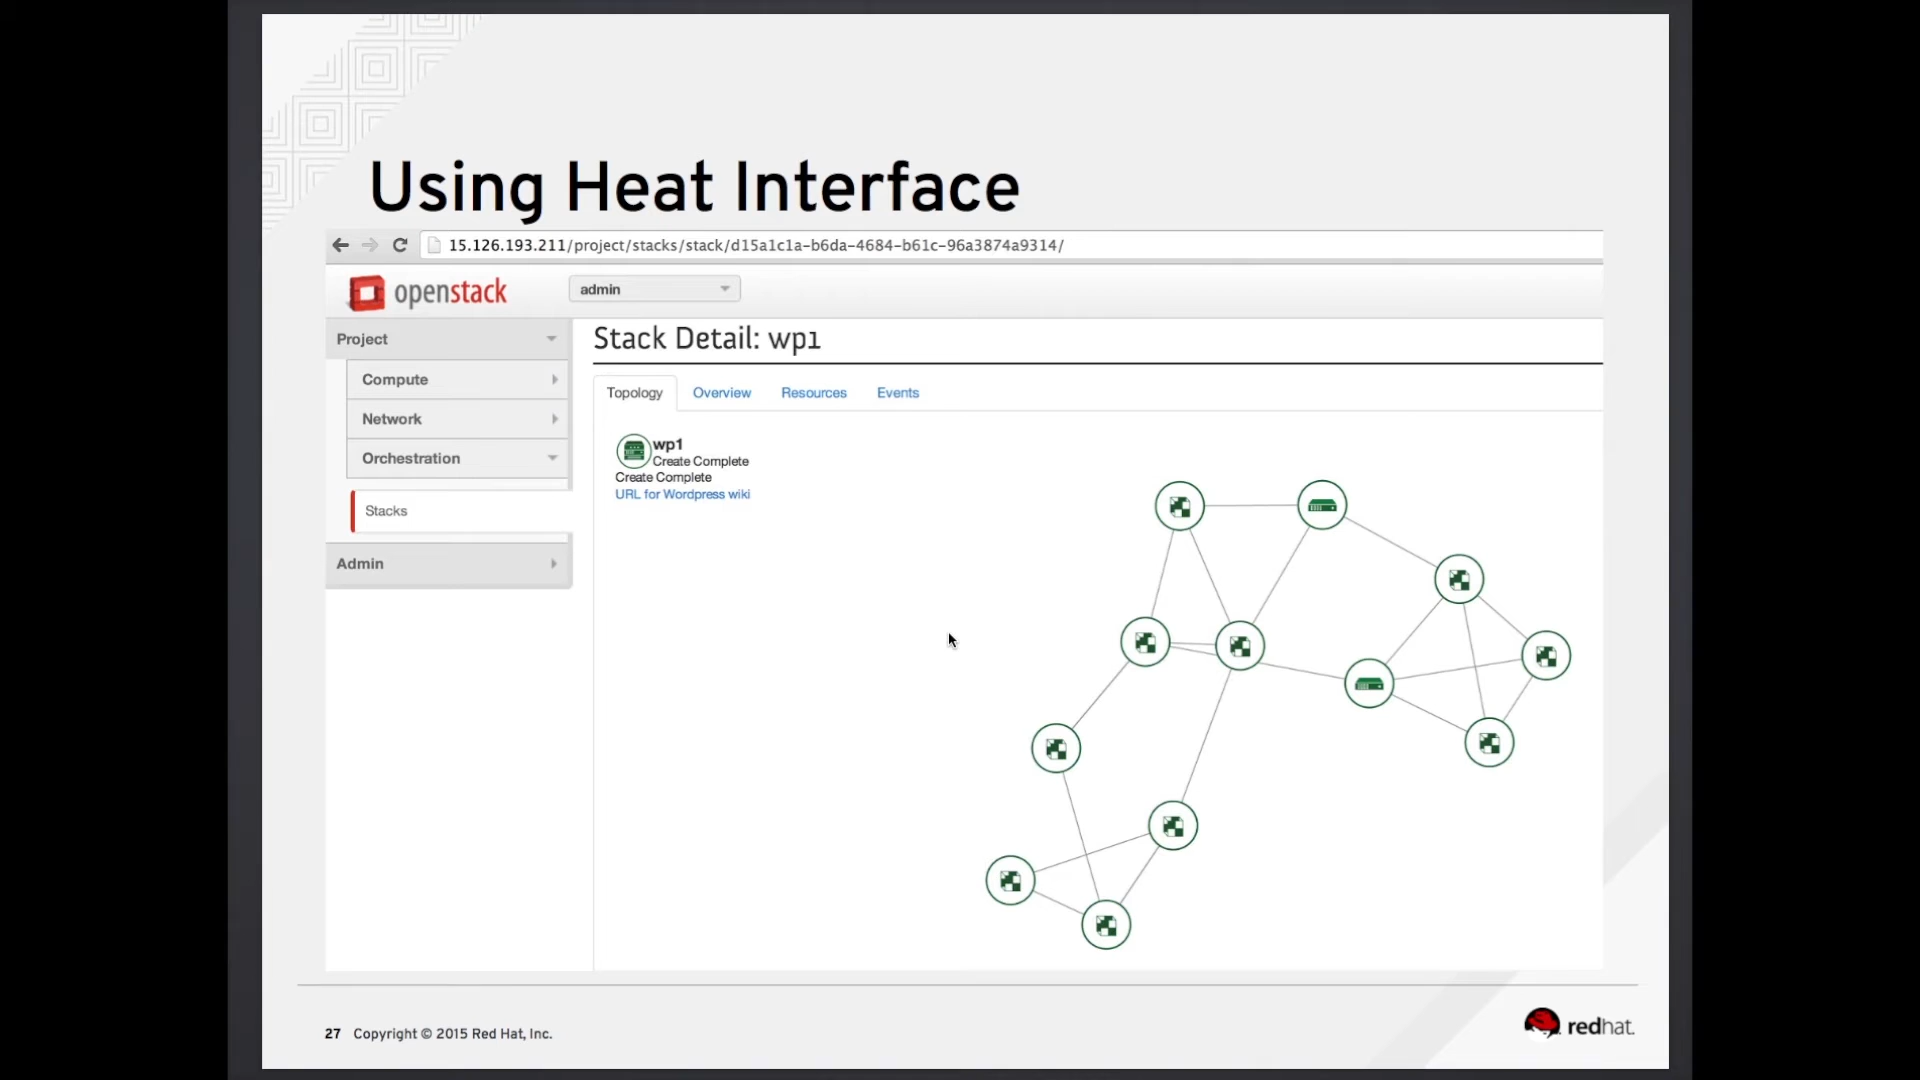 Using Heat Interface
15.126.193.211/project/stacks/stack/d15a1c1a-b6da-4684-b61c-96a3874a9314/
openstack
admin
Project
Compute
Network
Orchestration
Stacks
Admin
Stack Detail: wp1
Topology Overview Resources Events
wp1
Create Complete
Create Complete
URL for Wordpress wiki
27 Copyright © 2015 Red Hat, Inc.
redhat.